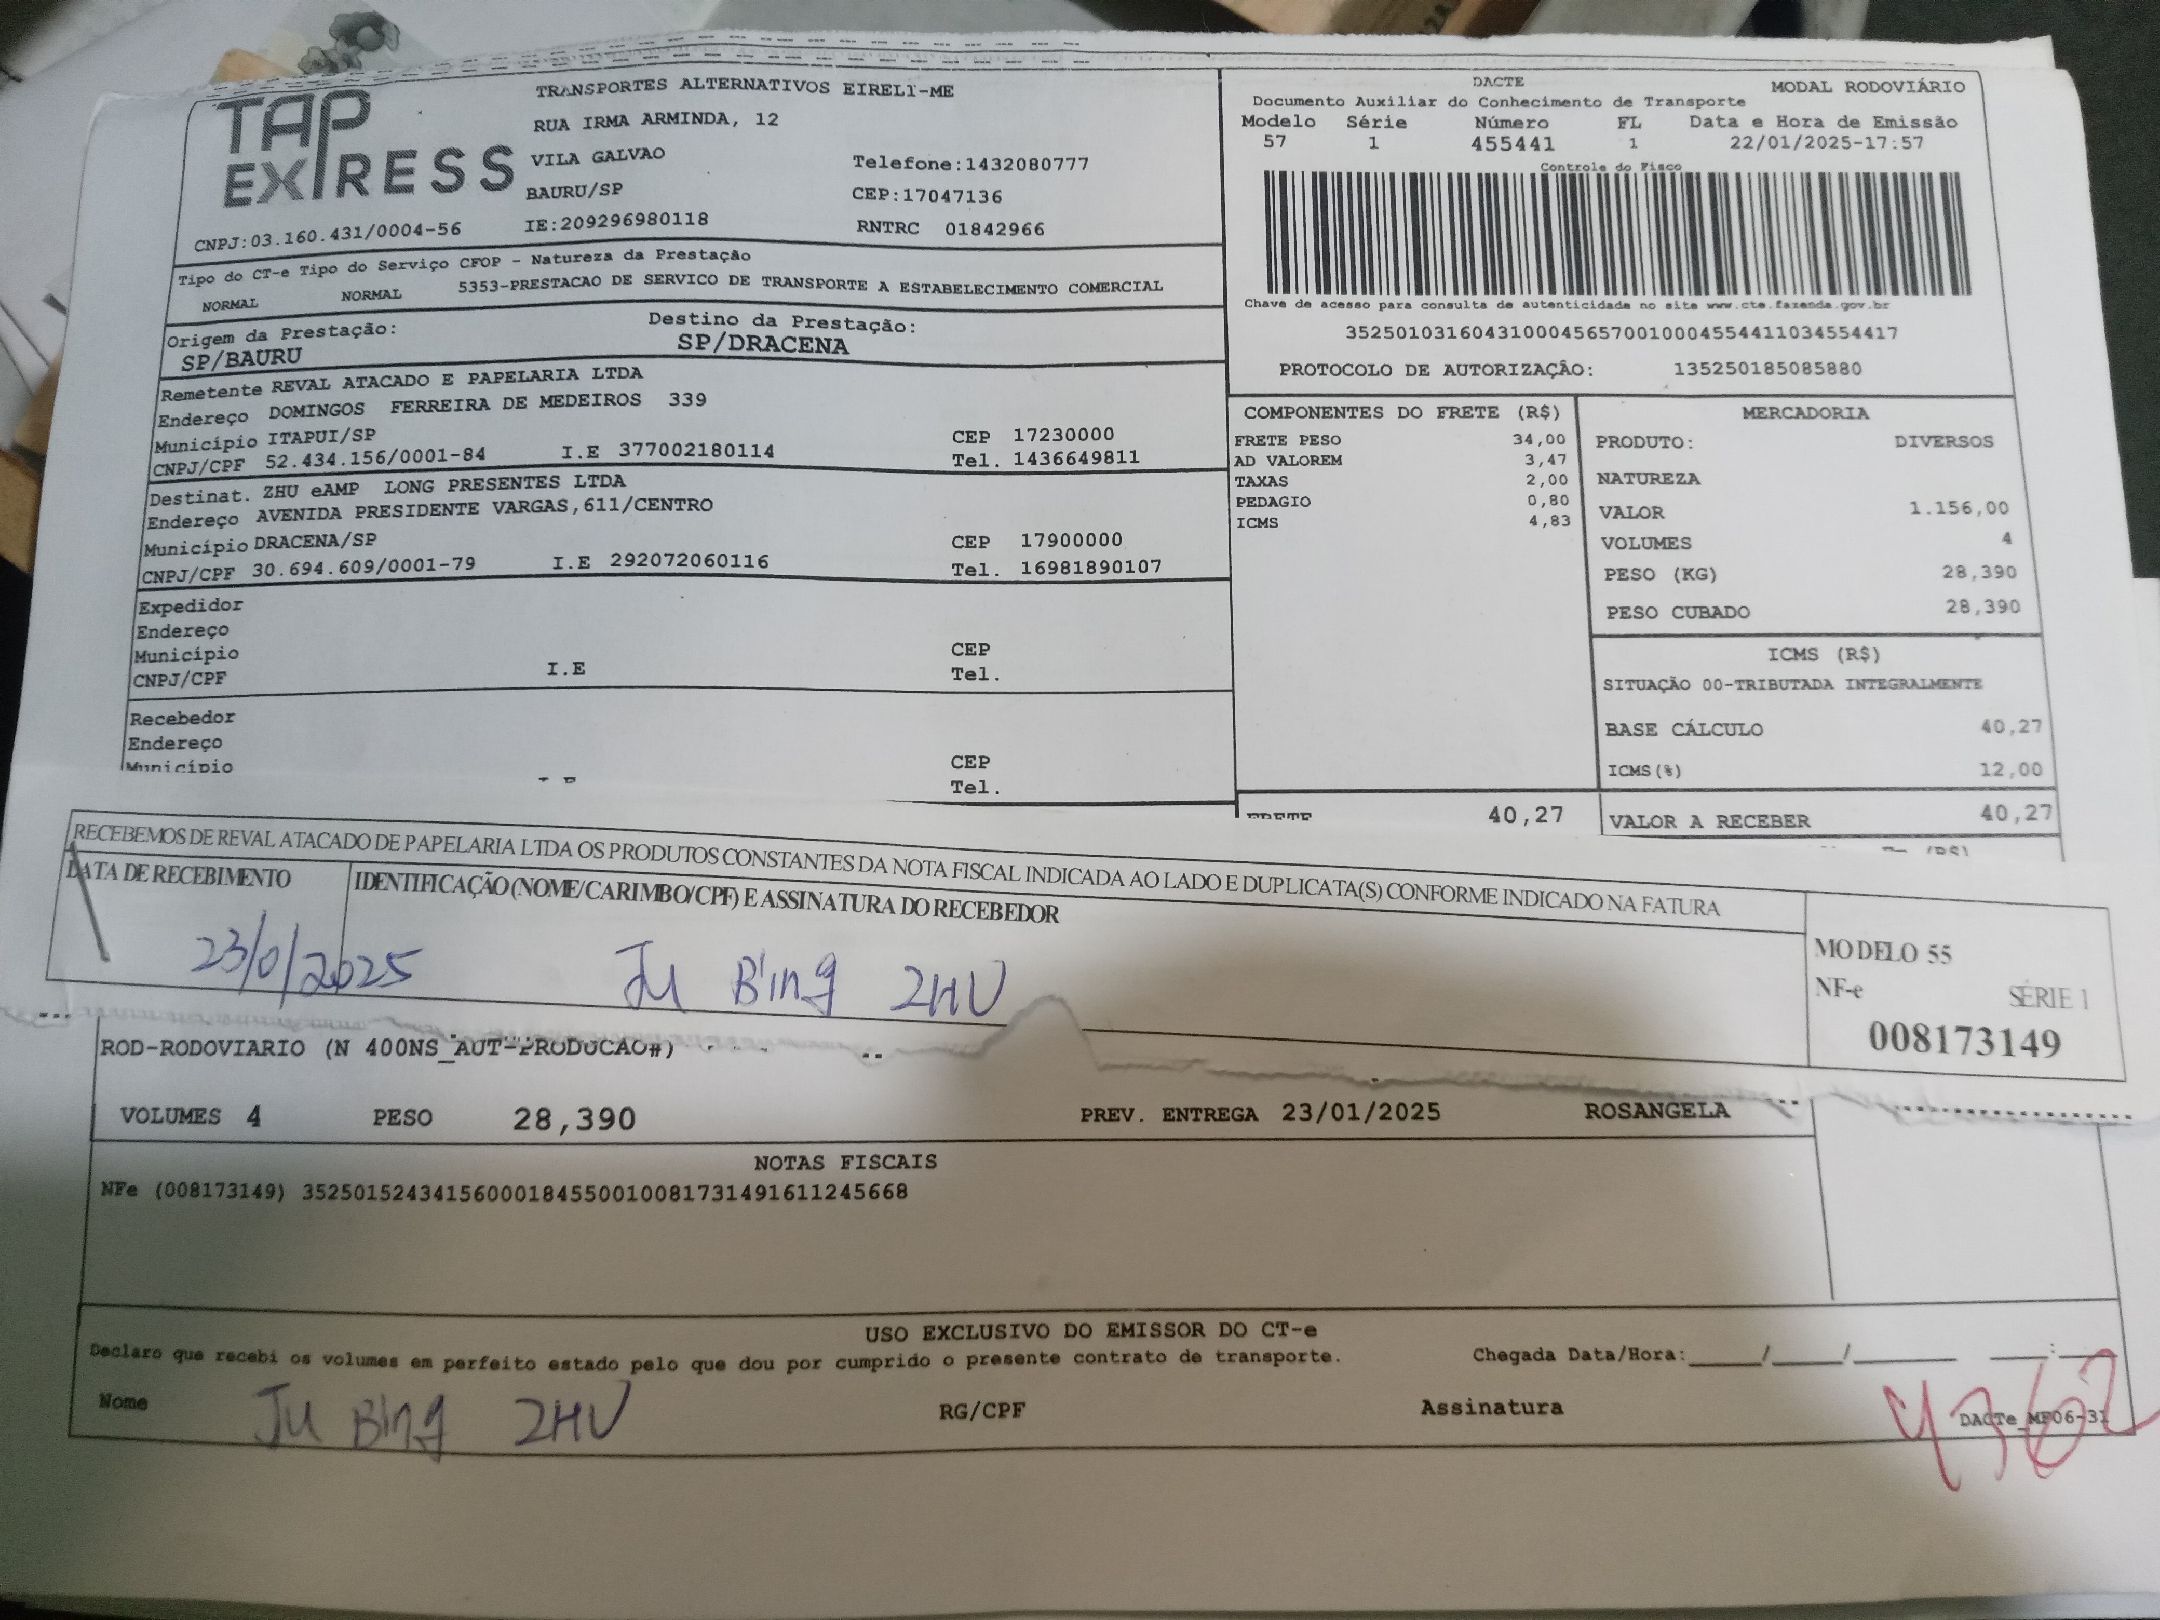 TAP EXPRESS
TRANSPORTES ALTERNATIVOS EIRELI-ME
RUA IRMA ARMINDA, 12
VILA GALVAO Telefone:1432080777
BAURU/SP CEP:17047136
CNPJ:03.160.431/0004-56 IE:209296980118 RNTRC 01842966
DACTE MODAL RODOVIÁRIO
Documento Auxiliar do Conhecimento de Transporte
Modelo Série Número FL Data e Hora de Emissão
57 1 455441 1 22/01/2025-17:57
Controle do Fisco
Chave de acesso para consulta de autenticidade no site www.cte.fazenda.gov.br
35250103160431000456570010004554411034554417
PROTOCOLO DE AUTORIZAÇÂO: 135250185085880
Tipo do CT-e Tipo do Serviço CFOP - Natureza da Prestação
NORMAL NORMAL 5353-PRESTACAO DE SERVICO DE TRANSPORTE A ESTABELECIMENTO COMERCIAL
Origem da Prestação: Destino da Prestação:
SP/BAURU SP/DRACENA
Remetente REVAL ATACADO E PAPELARIA LTDA
Endereço DOMINGOS FERREIRA DE MEDEIROS 339
Município ITAPUI/SP CEP 17230000
CNPJ/CPF 52.434.156/0001-84 I.E 377002180114 Tel. 1436649811
Destinat. ZHU eAMP LONG PRESENTES LTDA
Endereço AVENIDA PRESIDENTE VARGAS,611/CENTRO
Município DRACENA/SP CEP 17900000
CNPJ/CPF 30.694.609/0001-79 I.E 292072060116 Tel. 16981890107
Expedidor
Endereço
Município CEP
CNPJ/CPF I.E Tel.
Recebedor
Endereço
Município CEP
Tel.
COMPONENTES DO FRETE (R$)
FRETE PESO 34,00
AD VALOREM 3,47
TAXAS 2,00
PEDAGIO 0,80
ICMS 4,83
FRETE 40,27
MERCADORIA
PRODUTO: DIVERSOS
NATUREZA
VALOR 1.156,00
VOLUMES 4
PESO (KG) 28,390
PESO CUBADO 28,390
ICMS (R$)
SITUAÇÃO 00-TRIBUTADA INTEGRALMENTE
BASE CÁLCULO 40,27
ICMS(%) 12,00
VALOR A RECEBER 40,27
(R$)
RECEBEMOS DE REVAL ATACADO DE PAPELARIA LTDA OS PRODUTOS CONSTANTES DA NOTA FISCAL INDICADA AO LADO E DUPLICATA(S) CONFORME INDICADO NA FATURA
DATA DE RECEBIMENTO IDENTIFICAÇÃO (NOME/CARIMBO/CPF) E ASSINATURA DO RECEBEDOR
23/0/2025 Ju Bing ZHU
MODELO 55
NF-e SÉRIE 1
008173149
ROD-RODOVIARIO (N 400NS_AUT-PRODUCAO#)
VOLUMES 4 PESO 28,390 PREV. ENTREGA 23/01/2025 ROSANGELA
NOTAS FISCAIS
NFe (008173149) 35250152434156000184550010081731491611245668
USO EXCLUSIVO DO EMISSOR DO CT-e
Declaro que recebi os volumes em perfeito estado pelo que dou por cumprido o presente contrato de transporte. Chegada Data/Hora:_____/_____/_______ ___:___
Nome Ju Bing ZHU RG/CPF Assinatura
DACTe_MF06-31